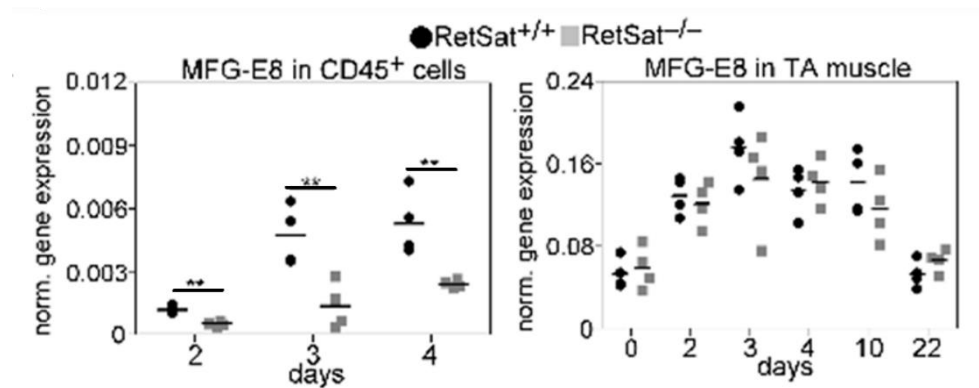 RetSat+/+ RetSat–/–
MFG-E8 in CD45+ cells
norm. gene expression
0.012
0.009
0.006
0.003
0
**
**
**
2 3 4
days
MFG-E8 in TA muscle
norm. gene expression
0.24
0.16
0.08
0
0 2 3 4 10 22
days